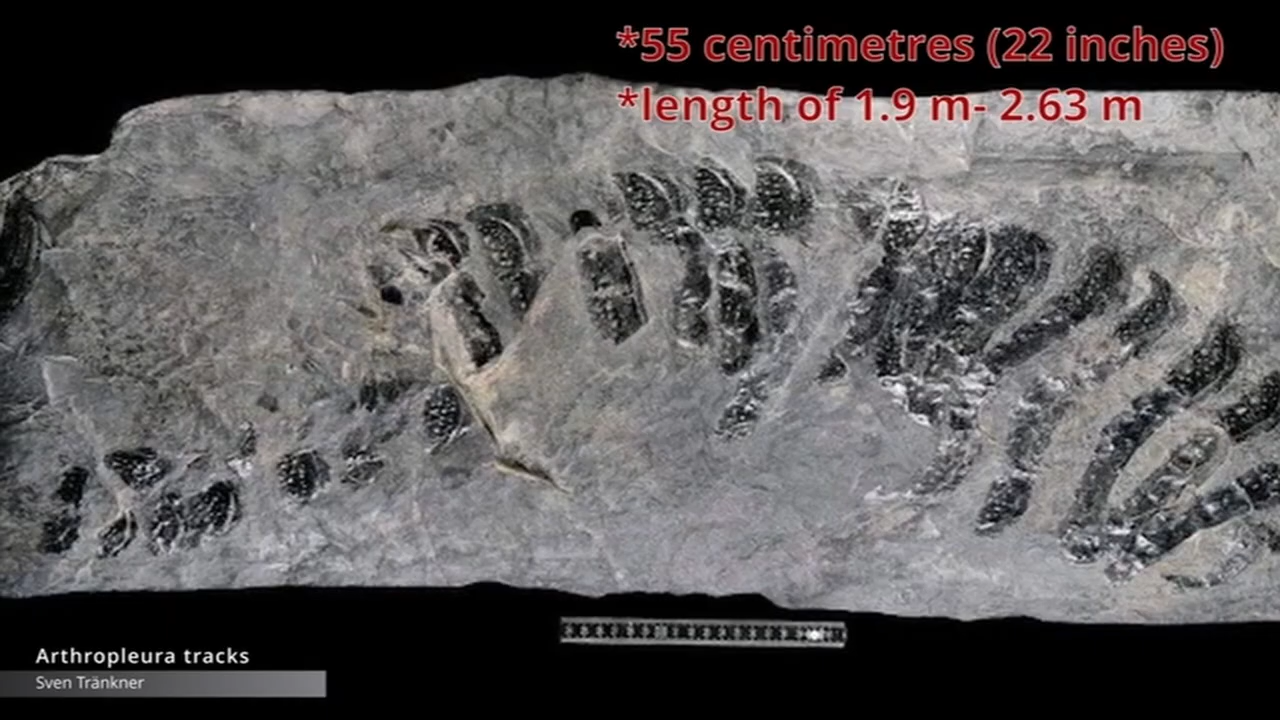 *55 centimetres (22 inches)
*length of 1.9 m- 2.63 m
Arthropleura tracks
Sven Tränkner